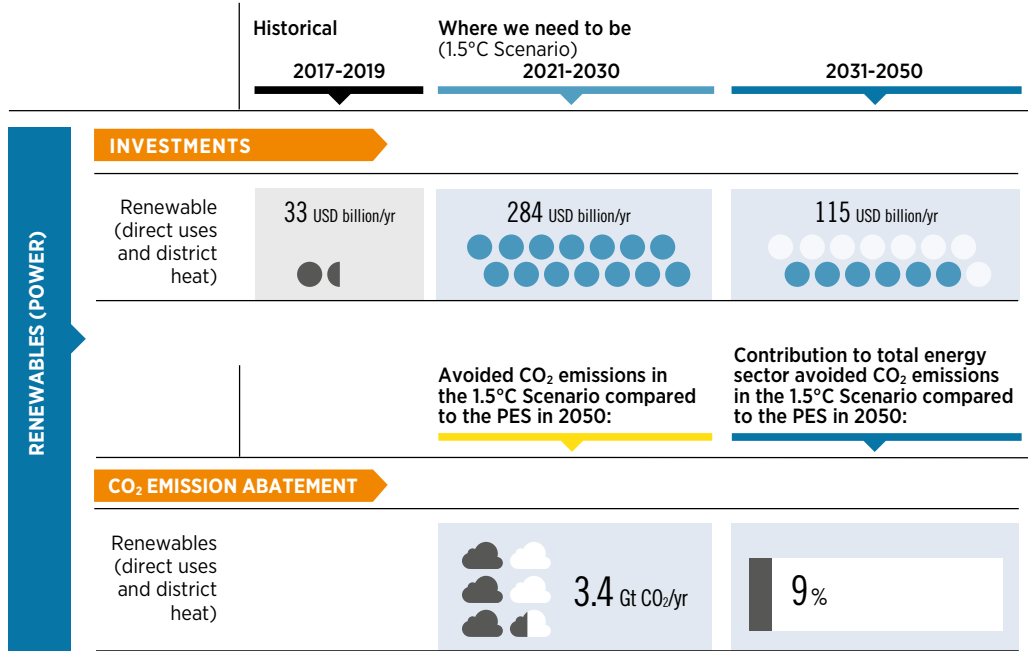 Historical
Where we need to be
(1.5°C Scenario)
2017-2019
2021-2030
2031-2050
RENEWABLES (POWER)
INVESTMENTS
Renewable
(direct uses
and district
heat)
33 USD billion/yr
284 USD billion/yr
115 USD billion/yr
Avoided CO₂ emissions in
the 1.5°C Scenario compared
to the PES in 2050:
Contribution to total energy
sector avoided CO₂ emissions
in the 1.5°C Scenario compared
to the PES in 2050:
CO₂ EMISSION ABATEMENT
Renewables
(direct uses
and district
heat)
3.4 Gt CO₂/yr
9%